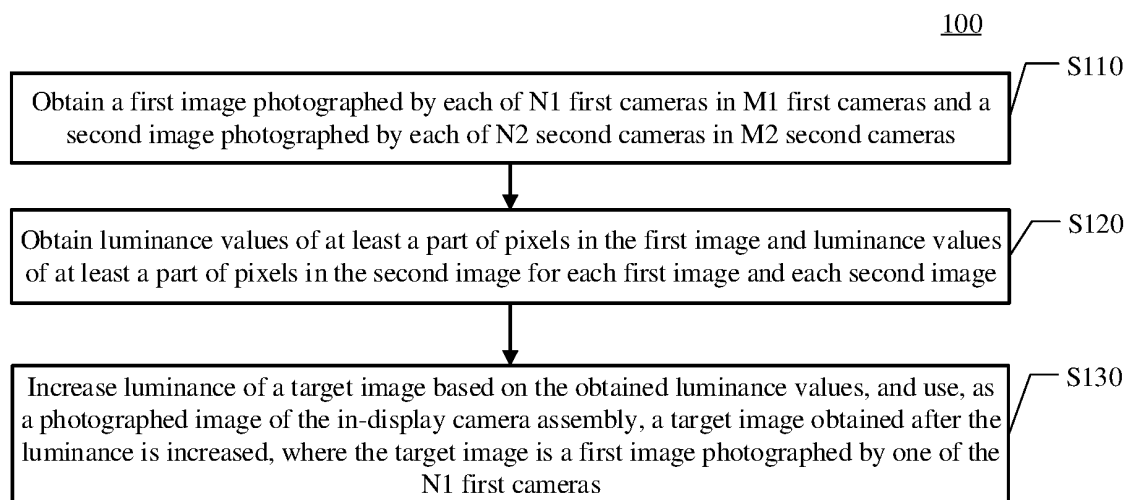 100
S110
Obtain a first image photographed by each of N1 first cameras in M1 first cameras and a
second image photographed by each of N2 second cameras in M2 second cameras
S120
Obtain luminance values of at least a part of pixels in the first image and luminance values
of at least a part of pixels in the second image for each first image and each second image
S130
Increase luminance of a target image based on the obtained luminance values, and use, as
a photographed image of the in-display camera assembly, a target image obtained after the
luminance is increased, where the target image is a first image photographed by one of the
N1 first cameras